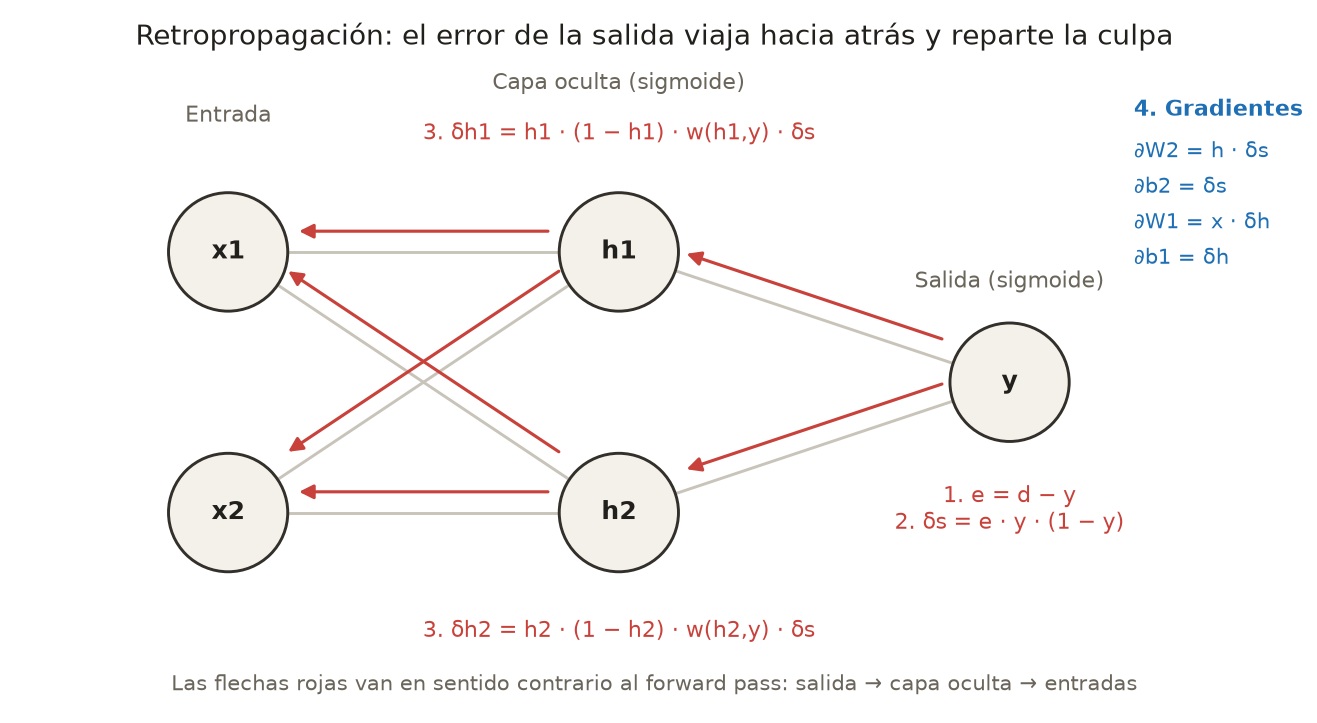 Retropropagación: el error de la salida viaja hacia atrás y reparte la culpa
Capa oculta (sigmoide)
Entrada
3. δh1 = h1 · (1 − h1) · w(h1,y) · δs
4. Gradientes
∂W2 = h · δs
∂b2 = δs
∂W1 = x · δh
∂b1 = δh
x1
h1
Salida (sigmoide)
y
x2
h2
1. e = d − y
2. δs = e · y · (1 − y)
3. δh2 = h2 · (1 − h2) · w(h2,y) · δs
Las flechas rojas van en sentido contrario al forward pass: salida → capa oculta → entradas